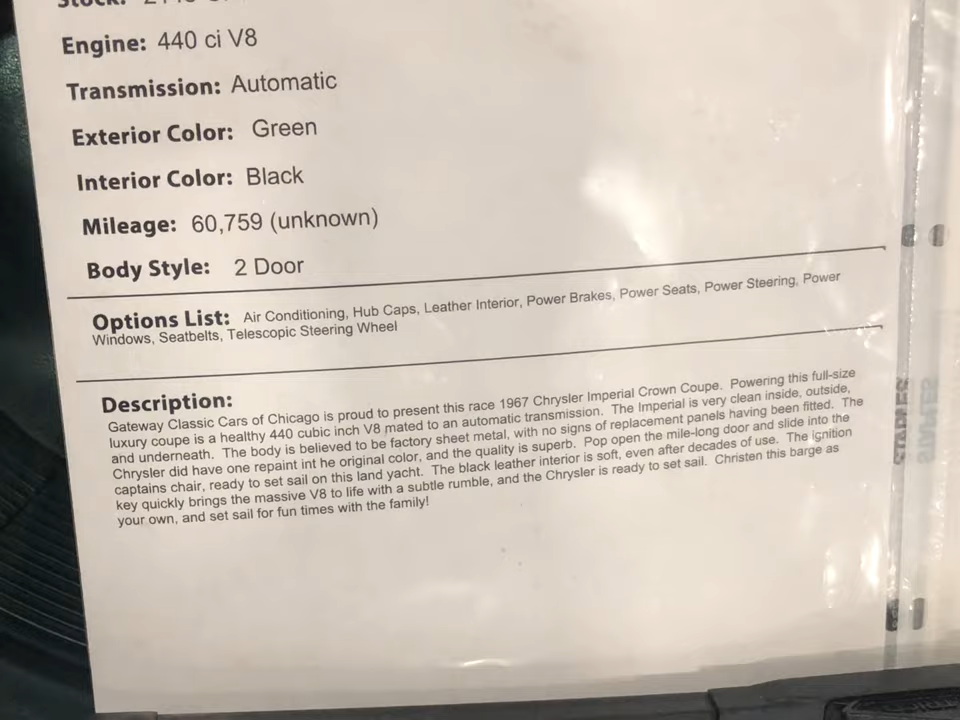 Engine: 440 ci V8
Transmission: Automatic
Exterior Color: Green
Interior Color: Black
Mileage: 60,759 (unknown)
Body Style: 2 Door
Options List: Air Conditioning, Hub Caps, Leather Interior, Power Brakes, Power Seats, Power Steering, Power
Windows, Seatbelts, Telescopic Steering Wheel
Description:
Gateway Classic Cars of Chicago is proud to present this race 1967 Chrysler Imperial Crown Coupe. Powering this full-size
luxury coupe is a healthy 440 cubic inch V8 mated to an automatic transmission. The Imperial is very clean inside, outside,
and underneath. The body is believed to be factory sheet metal, with no signs of replacement panels having been fitted. The
Chrysler did have one repaint int he original color, and the quality is superb. Pop open the mile-long door and slide into the
captains chair, ready to set sail on this land yacht. The black leather interior is soft, even after decades of use. The ignition
key quickly brings the massive V8 to life with a subtle rumble, and the Chrysler is ready to set sail. Christen this barge as
your own, and set sail for fun times with the family!
STAPLES